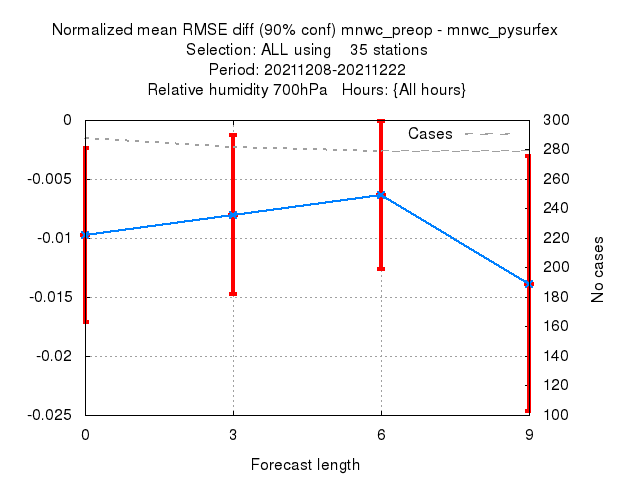 Normalized mean RMSE diff (90% conf) mnwc_preop - mnwc_pysurfex
Selection: ALL using    35 stations
Period: 20211208-20211222
Relative humidity 700hPa   Hours: {All hours}
Cases
0
-0.005
-0.01
-0.015
-0.02
-0.025
300
280
260
240
220
200
180
160
140
120
100
No cases
0 3 6 9
Forecast length